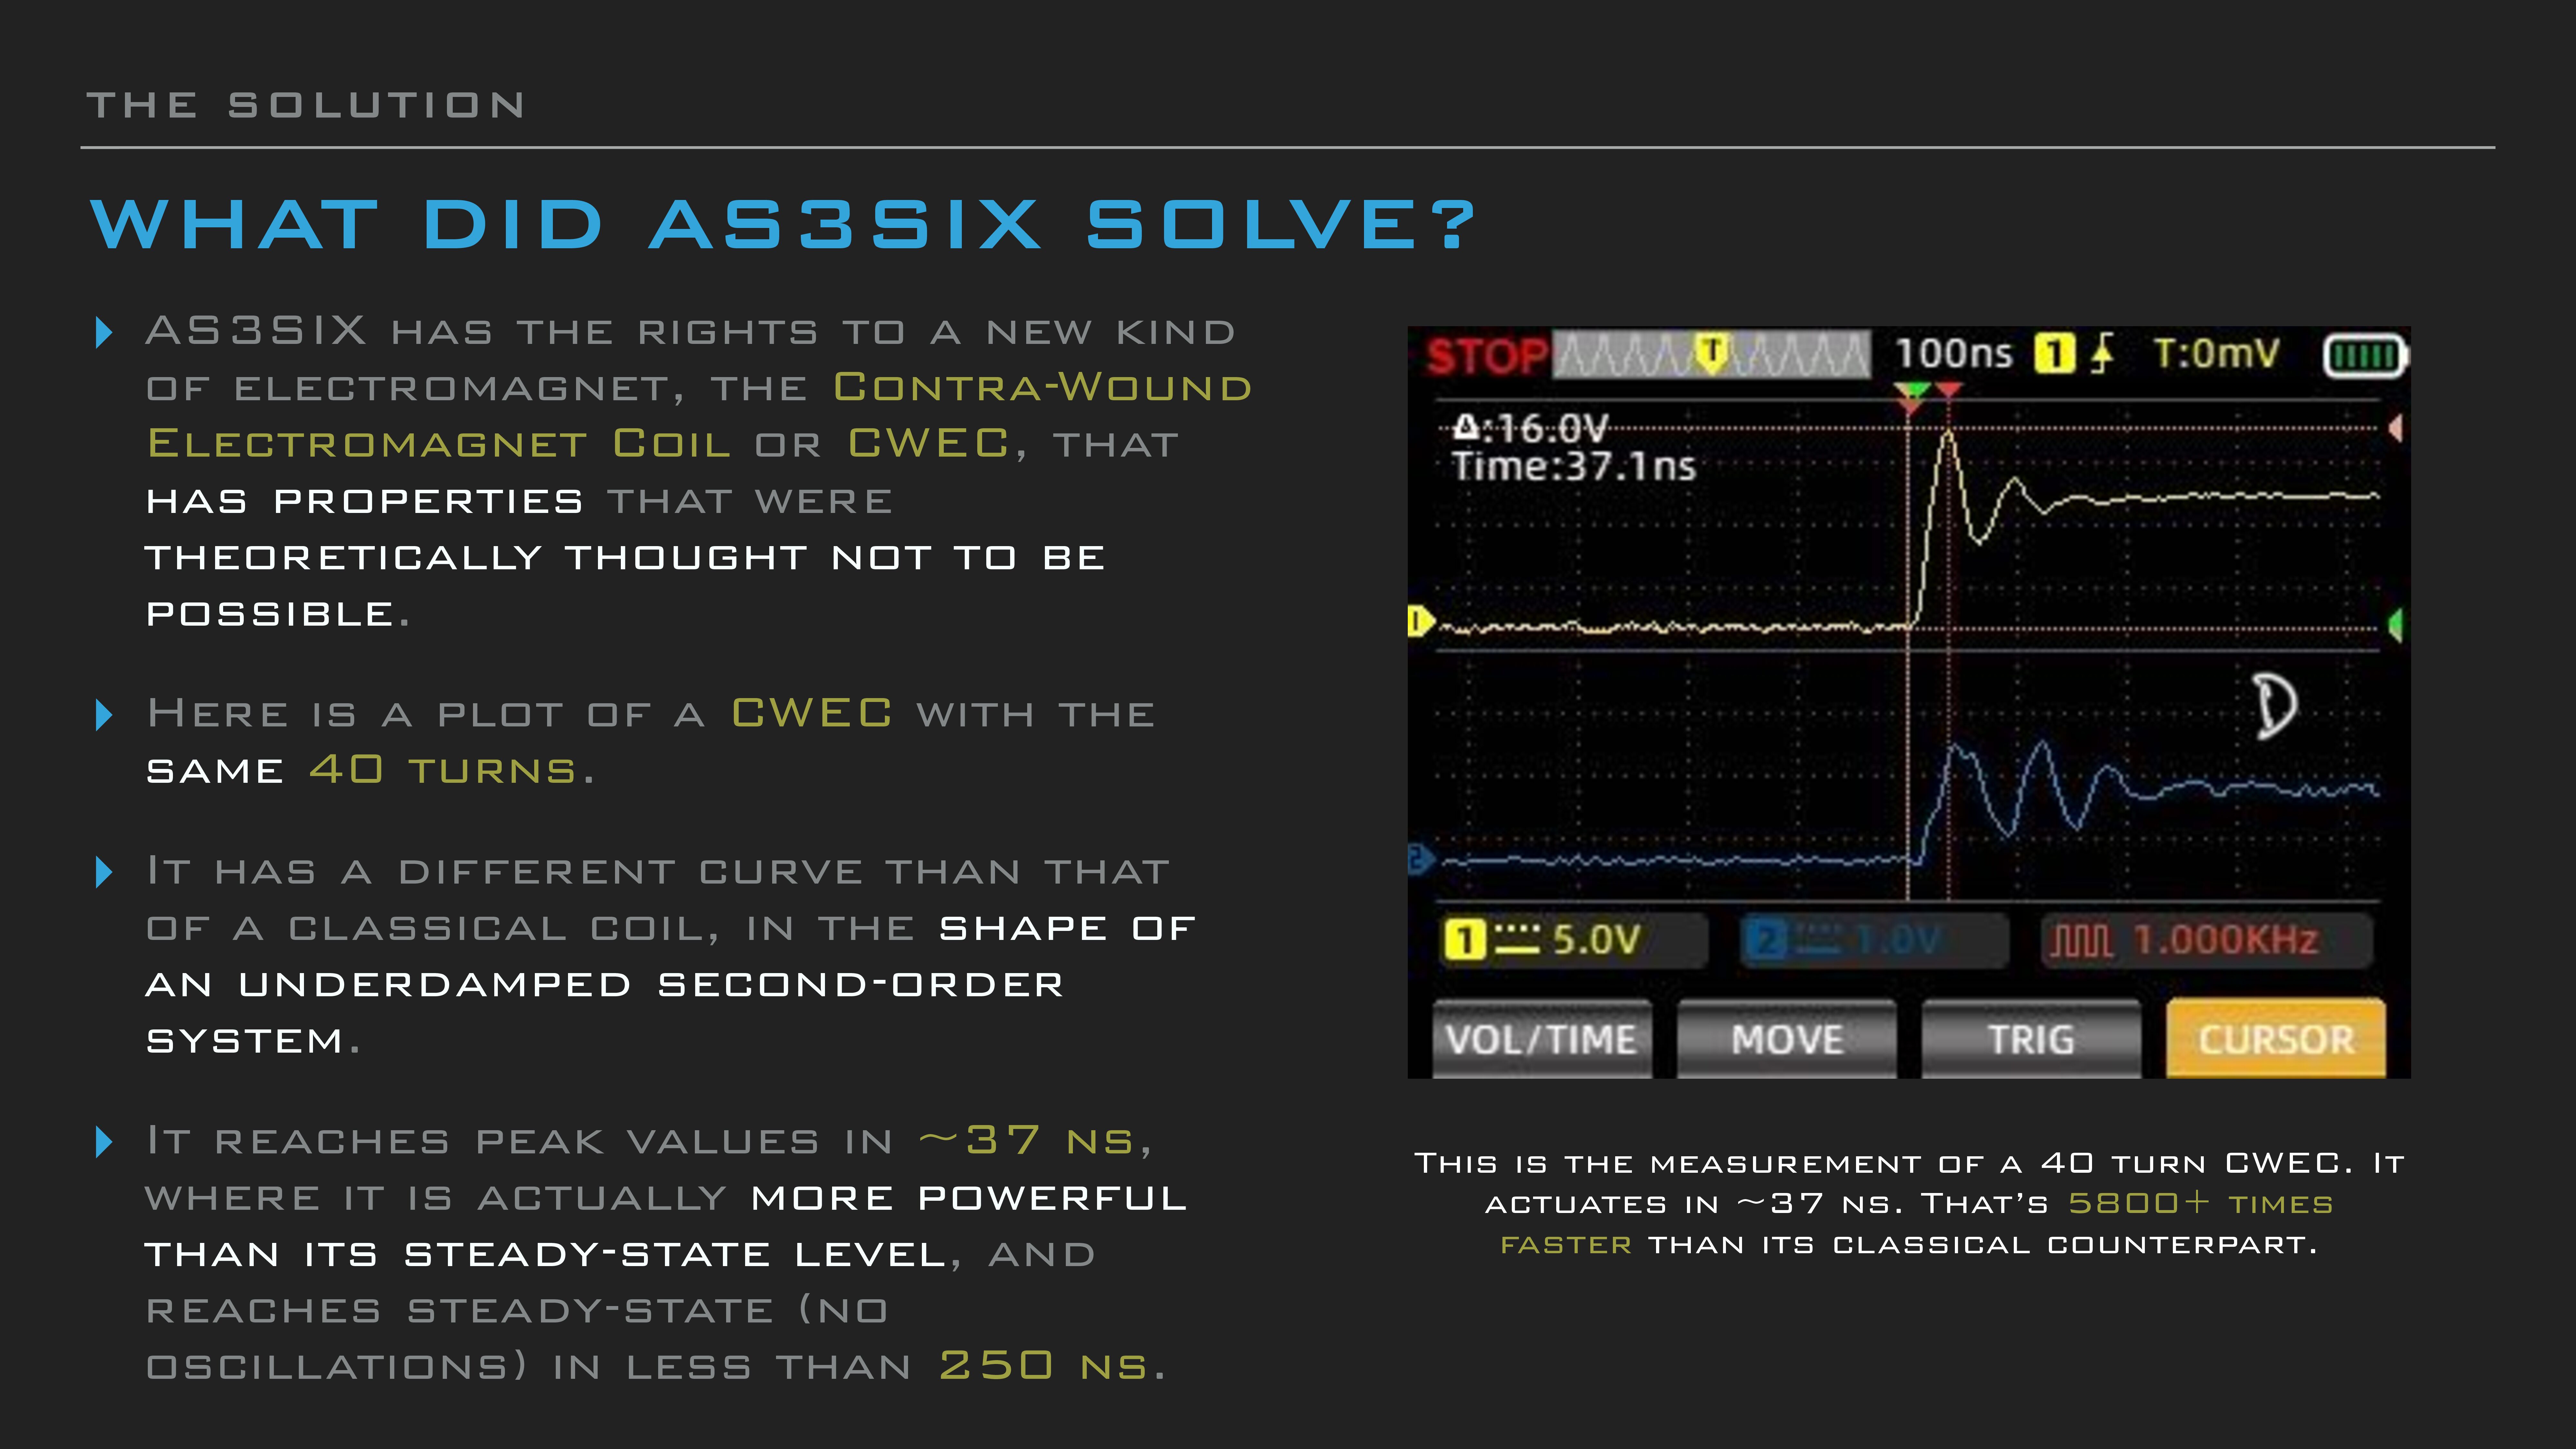 THE SOLUTION
WHAT DID AS3SIX SOLVE?
AS3SIX has the rights to a new kind
of electromagnet, the Contra-Wound
Electromagnet Coil or CWEC, that
has properties that were
theoretically thought not to be
possible.
Here is a plot of a CWEC with the
same 40 turns.
It has a different curve than that
of a classical coil, in the shape of
an underdamped second-order
system.
It reaches peak values in ~37 ns,
where it is actually more powerful
than its steady-state level, and
reaches steady-state (no
oscillations) in less than 250 ns.
STOP T 100ns 1 T:0mV
Δ:16.0V
Time:37.1ns
1
2
1 5.0V 2 1.0V 1.000KHz
VOL/TIME MOVE TRIG CURSOR
This is the measurement of a 40 turn CWEC. It
actuates in ~37 ns. That's 5800+ times
faster than its classical counterpart.